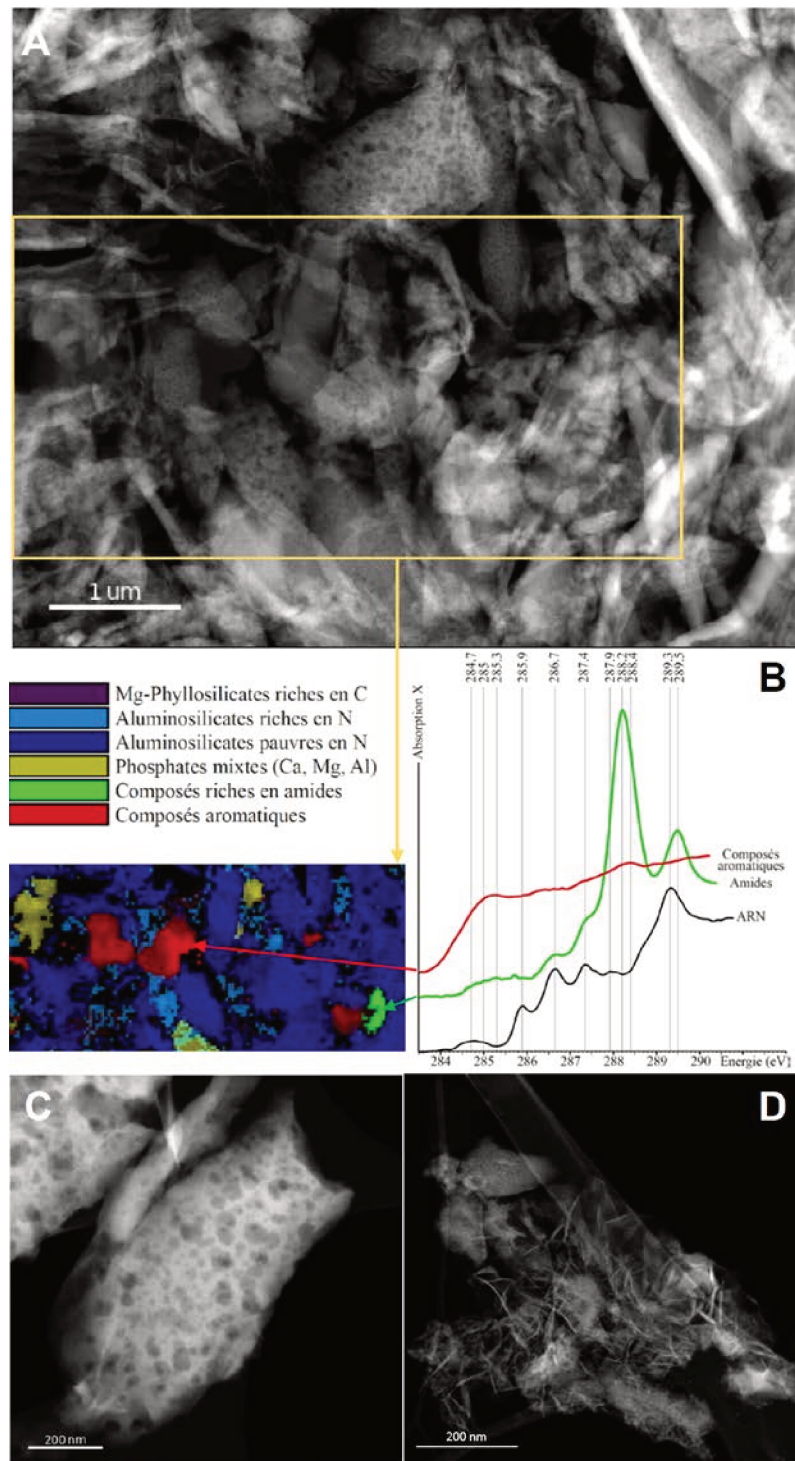 A
1 um
Mg-Phyllosilicates riches en C
Aluminosilicates riches en N
Aluminosilicates pauvres en N
Phosphates mixtes (Ca, Mg, Al)
Composés riches en amides
Composés aromatiques
B
284.7
285
285.3
285.9
286.7
287.4
287.9
288.2
288.4
289.3
289.5
Absorption X
Composés
aromatiques
Amides
ARN
284 285 286 287 288 289 290 Energie (eV)
C
200 nm
D
200 nm